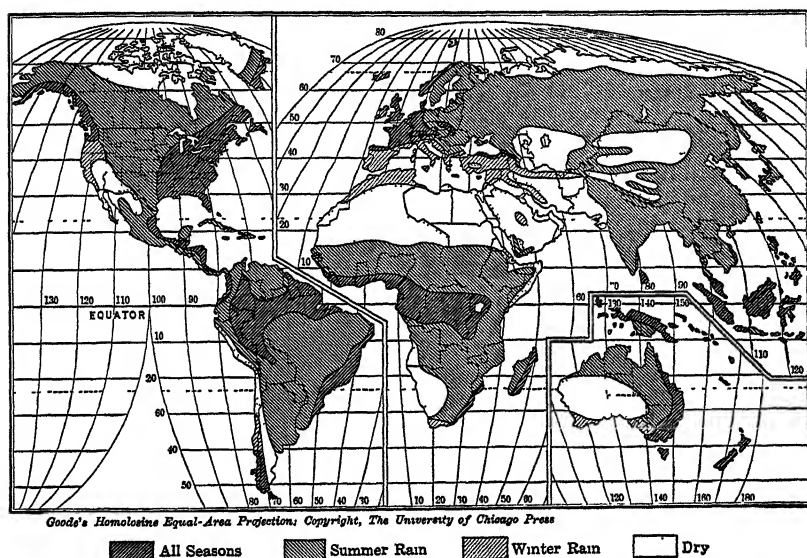 80
70
60
50
40
30
20
10
130 120 110 100 90
EQUATOR
10
20
60
40
50
80 70 60 50 40 30 20
10 20 30 40 50 60
70 80 90
60 130 140 150
110
120
120 140 160 180
Goode's Homolosine Equal-Area Projection; Copyright, The University of Chicago Press
All Seasons Summer Rain Winter Rain Dry